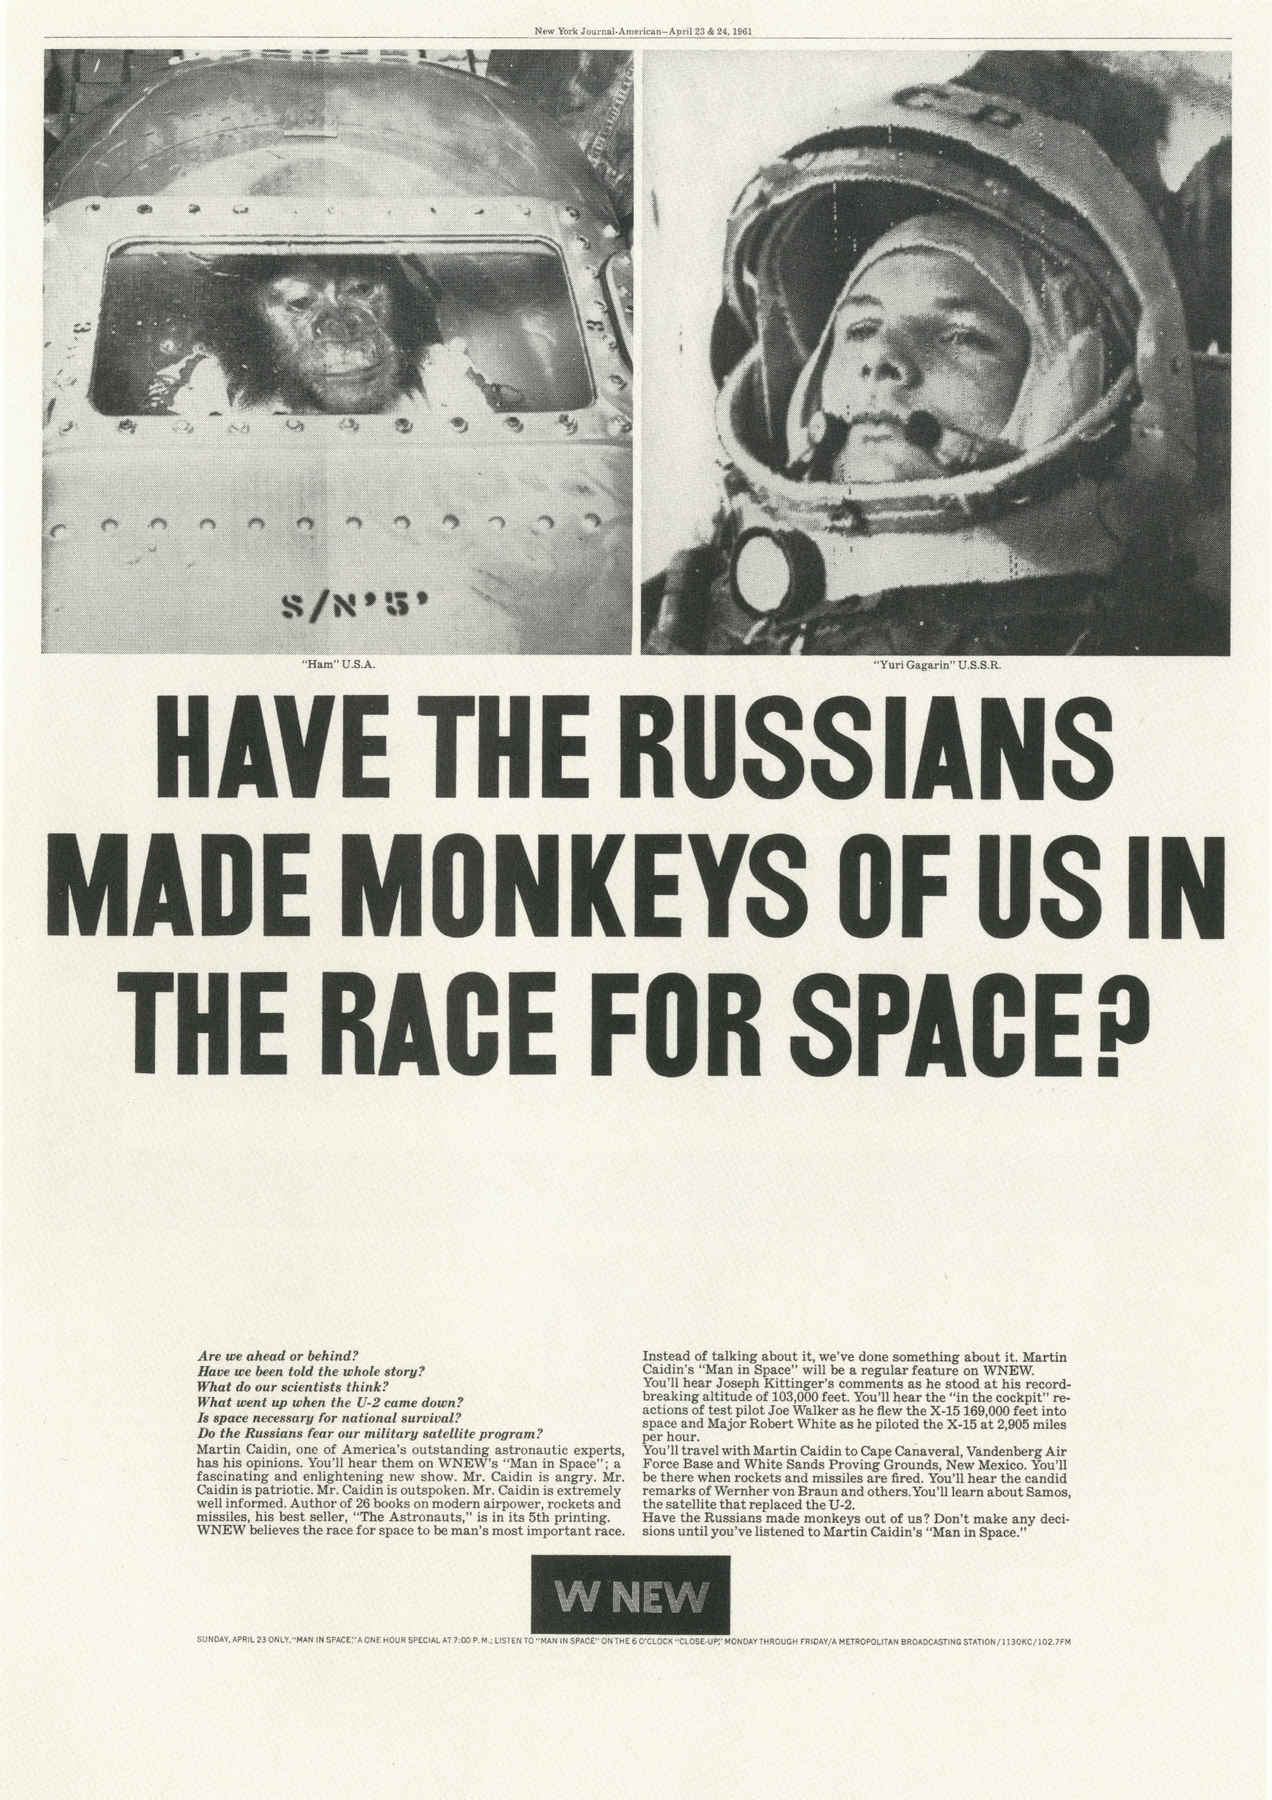 New York Journal-American—April 23 & 24, 1961
S/N'5'
"Ham" U.S.A.
"Yuri Gagarin" U.S.S.R.
HAVE THE RUSSIANS
MADE MONKEYS OF US IN
THE RACE FOR SPACE?
Are we ahead or behind?
Have we been told the whole story?
What do our scientists think?
What went up when the U-2 came down?
Is space necessary for national survival?
Do the Russians fear our military satellite program?
Martin Caidin, one of America's outstanding astronautic experts,
has his opinions. You'll hear them on WNEW's "Man in Space"; a
fascinating and enlightening new show. Mr. Caidin is angry. Mr.
Caidin is patriotic. Mr. Caidin is outspoken. Mr. Caidin is extremely
well informed. Author of 26 books on modern airpower, rockets and
missiles, his best seller, "The Astronauts," is in its 5th printing.
WNEW believes the race for space to be man's most important race.
Instead of talking about it, we've done something about it. Martin
Caidin's "Man in Space" will be a regular feature on WNEW.
You'll hear Joseph Kittinger's comments as he stood at his record-
breaking altitude of 103,000 feet. You'll hear the "in the cockpit" re-
actions of test pilot Joe Walker as he flew the X-15 169,000 feet into
space and Major Robert White as he piloted the X-15 at 2,905 miles
per hour.
You'll travel with Martin Caidin to Cape Canaveral, Vandenberg Air
Force Base and White Sands Proving Grounds, New Mexico. You'll
be there when rockets and missiles are fired. You'll hear the candid
remarks of Wernher von Braun and others. You'll learn about Samos,
the satellite that replaced the U-2.
Have the Russians made monkeys out of us? Don't make any deci-
sions until you've listened to Martin Caidin's "Man in Space."
W NEW
SUNDAY, APRIL 23 ONLY, "MAN IN SPACE," A ONE HOUR SPECIAL AT 7:00 P.M.; LISTEN TO "MAN IN SPACE" ON THE 6 O'CLOCK "CLOSE-UP," MONDAY THROUGH FRIDAY/A METROPOLITAN BROADCASTING STATION/1130KC/102.7FM